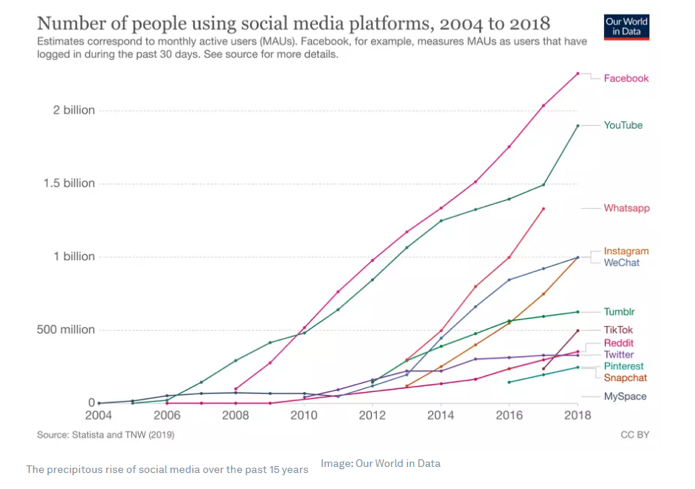 Number of people using social media platforms, 2004 to 2018
Our World
in Data
Estimates correspond to monthly active users (MAUs). Facebook, for example, measures MAUs as users that have
logged in during the past 30 days. See source for more details.
Facebook
2 billion
YouTube
1.5 billion
Whatsapp
1 billion
Instagram
WeChat
Tumblr
500 million
TikTok
Reddit
Twitter
Pinterest
Snapchat
MySpace
0
2004 2006 2008 2010 2012 2014 2016 2018
Source: Statista and TNW (2019) CC BY
The precipitous rise of social media over the past 15 years Image: Our World in Data